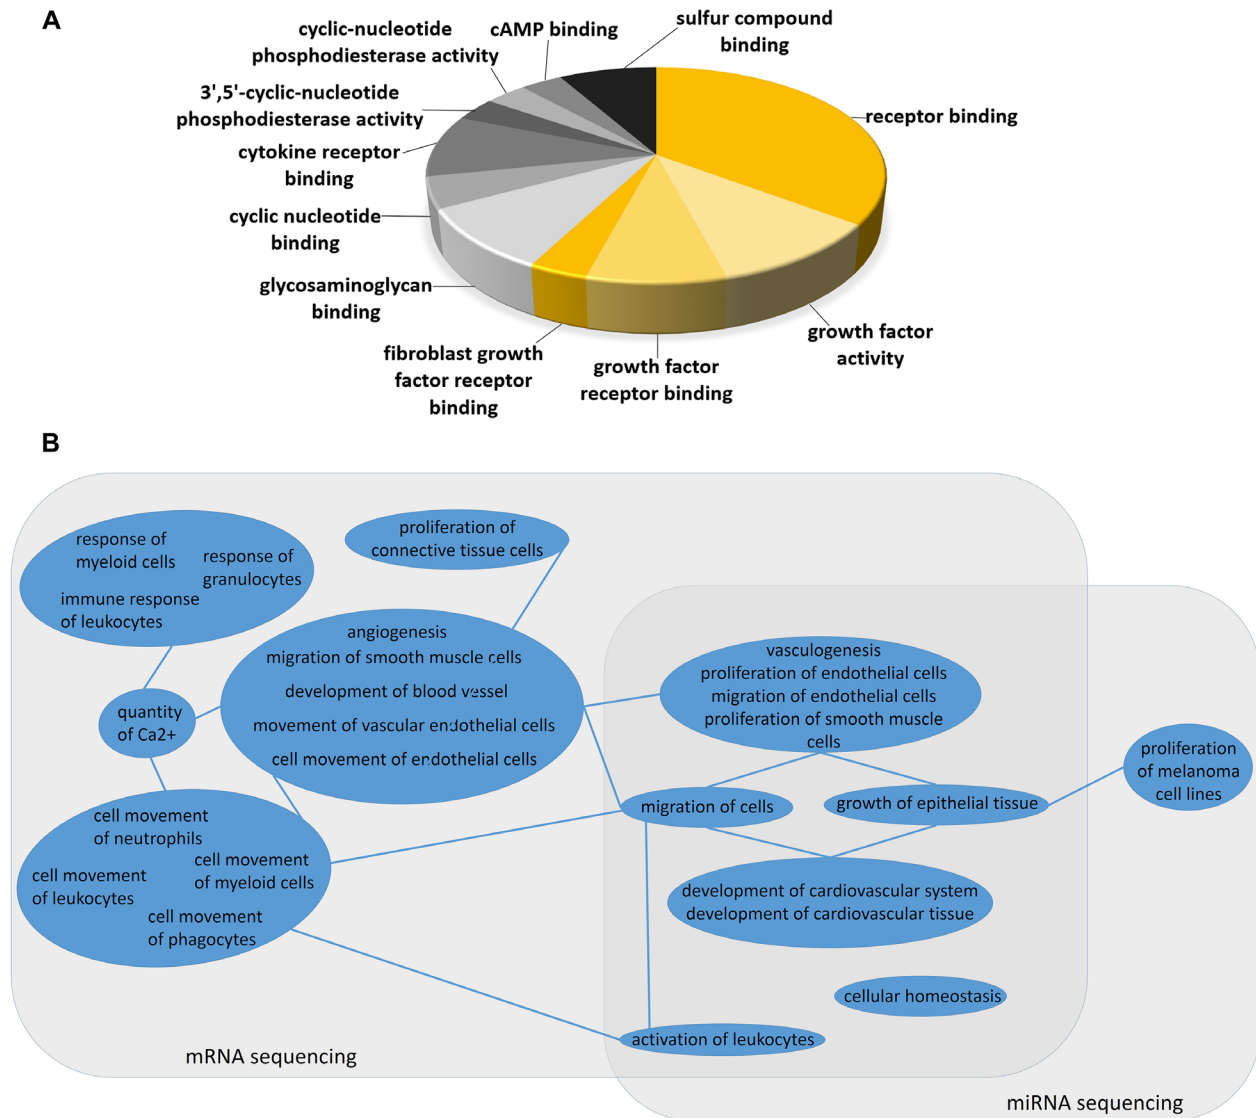 A
cyclic-nucleotide
phosphodiesterase activity
cAMP binding
sulfur compound
binding
3',5'-cyclic-nucleotide
phosphodiesterase activity
receptor binding
cytokine receptor
binding
cyclic nucleotide
binding
glycosaminoglycan
binding
growth factor
activity
fibroblast growth
factor receptor
binding
growth factor
receptor binding
B
response of
myeloid cells
response of
granulocytes
immune response
of leukocytes
proliferation of
connective tissue cells
angiogenesis
migration of smooth muscle cells
development of blood vessel
movement of vascular endothelial cells
cell movement of endothelial cells
quantity
of Ca2+
vasculogenesis
proliferation of endothelial cells
migration of endothelial cells
proliferation of smooth muscle
cells
proliferation
of melanoma
cell lines
migration of cells
growth of epithelial tissue
cell movement
of neutrophils
cell movement
of myeloid cells
cell movement
of leukocytes
cell movement
of phagocytes
development of cardiovascular system
development of cardiovascular tissue
cellular homeostasis
activation of leukocytes
mRNA sequencing
miRNA sequencing